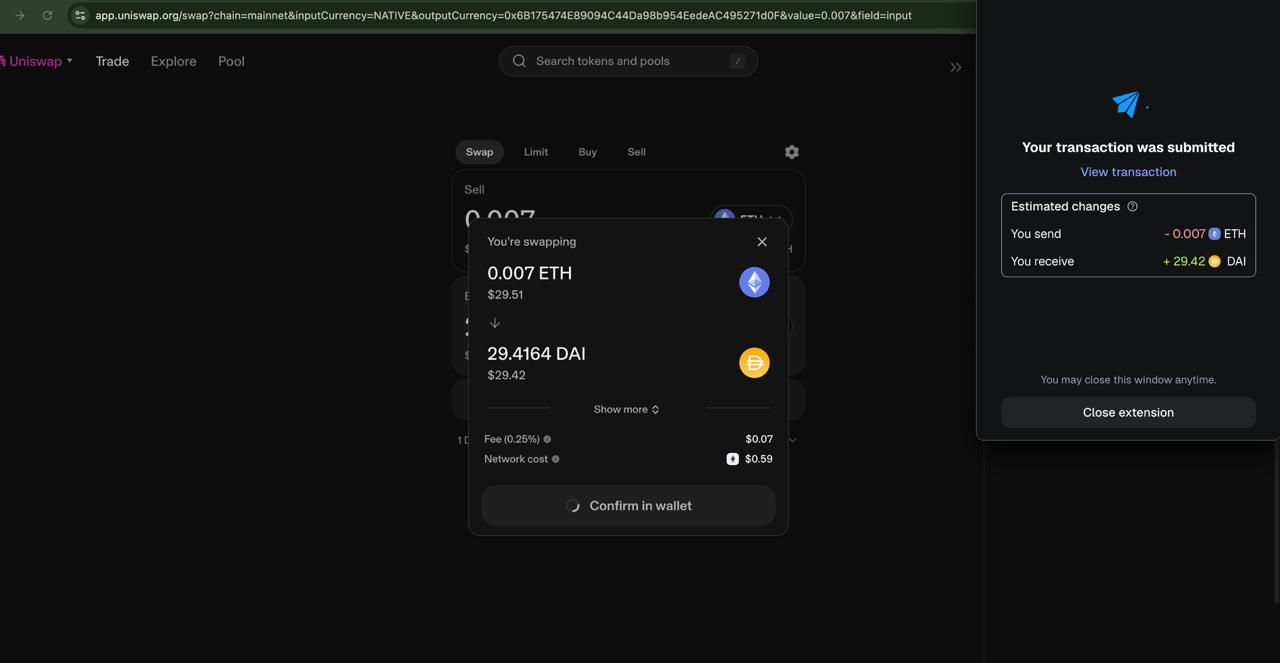 app.uniswap.org/swap?chain=mainnet&inputCurrency=NATIVE&outputCurrency=0x6B175474E89094C44Da98b954EedeAC495271d0F&value=0.007&field=input
Uniswap
Trade
Explore
Pool
Search tokens and pools
/
Swap
Limit
Buy
Sell
Sell
0.007
ETH
You're swapping
0.007 ETH
$29.51
29.4164 DAI
$29.42
Show more
Fee (0.25%)
$0.07
Network cost
$0.59
Confirm in wallet
Your transaction was submitted
View transaction
Estimated changes
You send
- 0.007 ETH
You receive
+ 29.42 DAI
You may close this window anytime.
Close extension